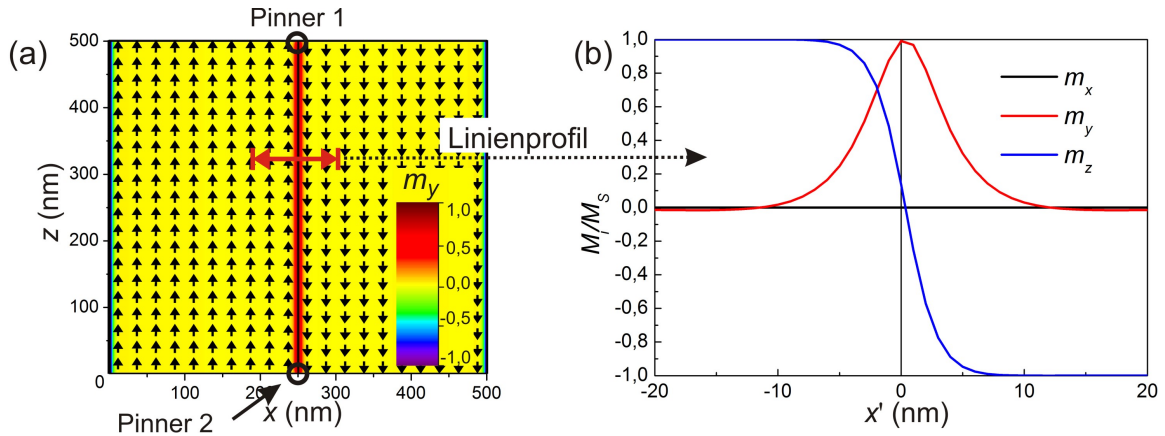 (a)
Pinner 1
500
400
300
200
100
0
z (nm)
0
100
200
300
400
500
x (nm)
Pinner 2
m_y
1,0
0,5
0,0
-0,5
-1,0
Linienprofil
(b)
1,0
0,8
0,6
0,4
0,2
0,0
-0,2
-0,4
-0,6
-0,8
-1,0
M_i/M_S
m_x
m_y
m_z
-20
-10
0
10
20
x' (nm)